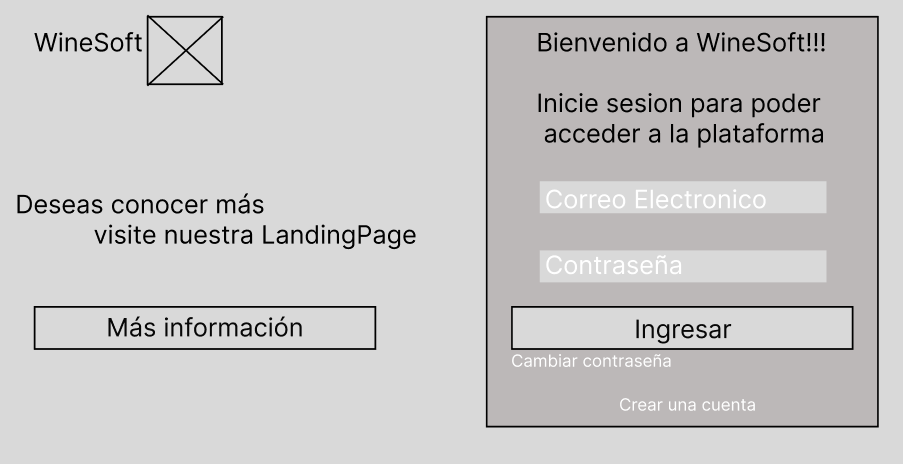 WineSoft
Deseas conocer más
visite nuestra LandingPage
Más información
Bienvenido a WineSoft!!!
Inicie sesion para poder
acceder a la plataforma
Correo Electronico
Contraseña
Ingresar
Cambiar contraseña
Crear una cuenta